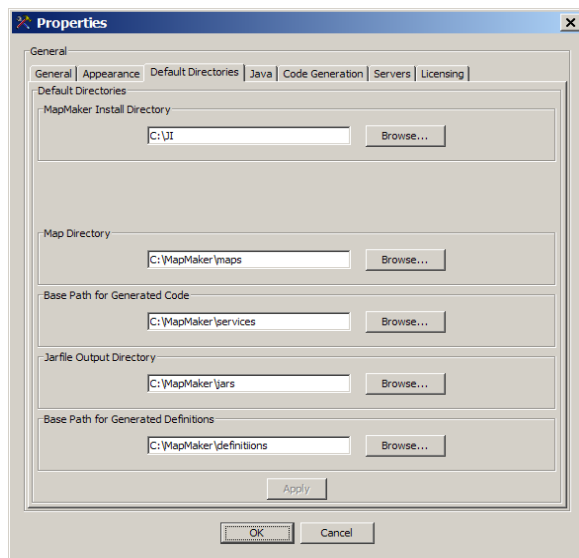 Properties
General
General Appearance Default Directories Java Code Generation Servers Licensing
Default Directories
MapMaker Install Directory
C:\JI Browse...
Map Directory
C:\MapMaker\maps Browse...
Base Path for Generated Code
C:\MapMaker\services Browse...
Jarfile Output Directory
C:\MapMaker\jars Browse...
Base Path for Generated Definitions
C:\MapMaker\definitiions Browse...
Apply
OK Cancel